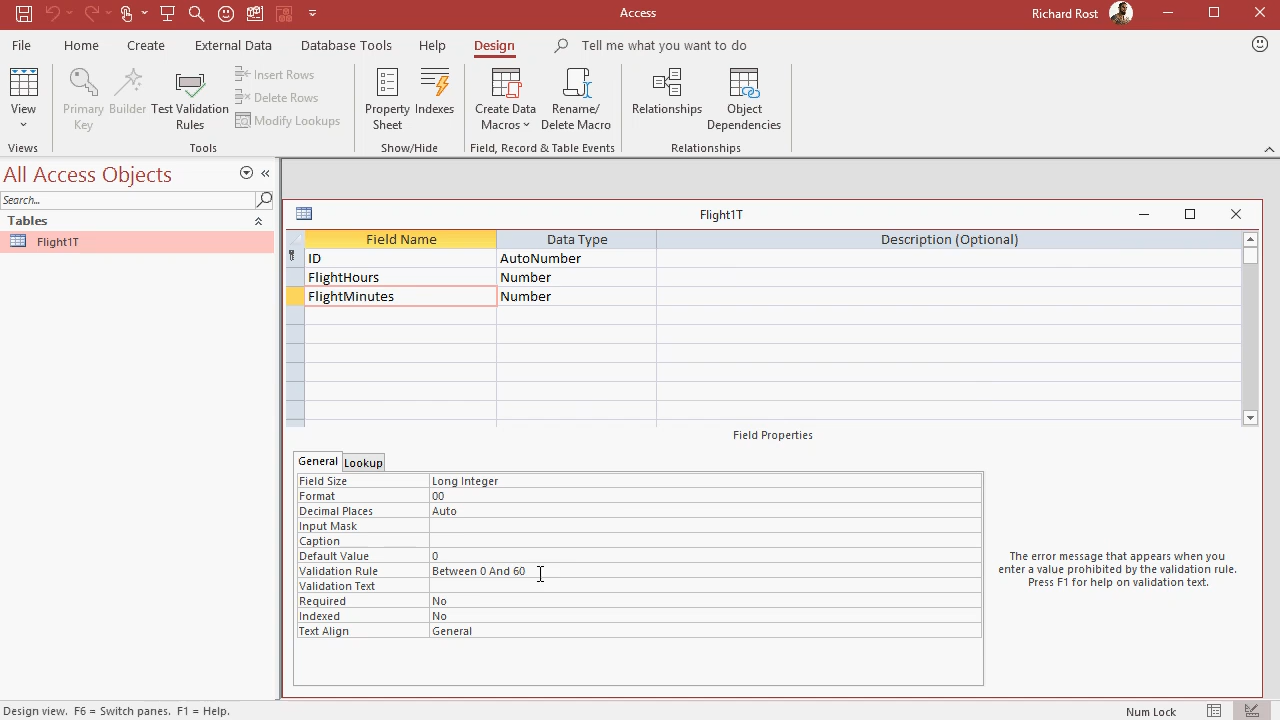 Access
Richard Rost
File Home Create External Data Database Tools Help Design Tell me what you want to do
View
Primary Key
Builder
Test Validation Rules
Insert Rows
Delete Rows
Modify Lookups
Property Sheet
Indexes
Create Data Macros
Rename/ Delete Macro
Relationships
Object Dependencies
Views Tools Show/Hide Field, Record & Table Events Relationships
All Access Objects
Search...
Tables
Flight1T
Flight1T
Field Name Data Type Description (Optional)
ID AutoNumber
FlightHours Number
FlightMinutes Number
Field Properties
General Lookup
Field Size Long Integer
Format 00
Decimal Places Auto
Input Mask
Caption
Default Value 0
Validation Rule Between 0 And 60
Validation Text
Required No
Indexed No
Text Align General
The error message that appears when you
enter a value prohibited by the validation rule.
Press F1 for help on validation text.
Design view. F6 = Switch panes. F1 = Help.
Num Lock